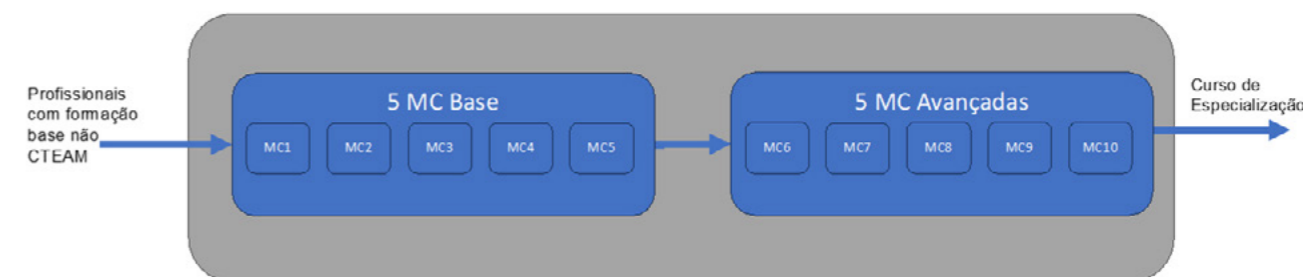 Profissionais
com formação
base não
CTEAM
5 MC Base
MC1 MC2 MC3 MC4 MC5
5 MC Avançadas
MC6 MC7 MC8 MC9 MC10
Curso de
Especialização